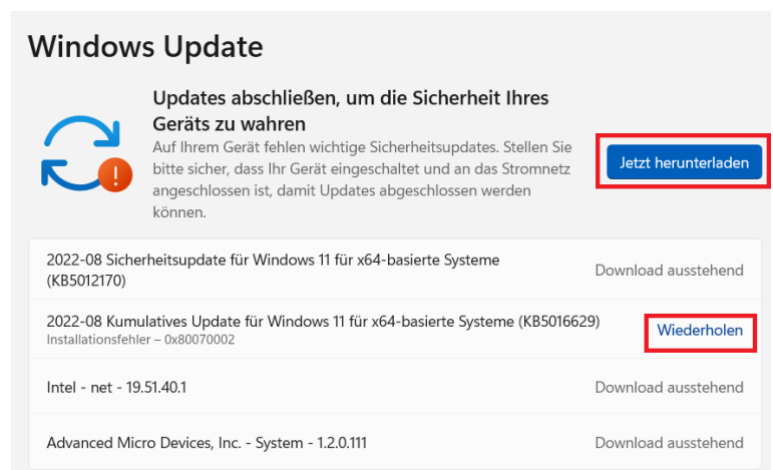 Windows Update
Updates abschließen, um die Sicherheit Ihres
Geräts zu wahren
Auf Ihrem Gerät fehlen wichtige Sicherheitsupdates. Stellen Sie
bitte sicher, dass Ihr Gerät eingeschaltet und an das Stromnetz
angeschlossen ist, damit Updates abgeschlossen werden
können.
Jetzt herunterladen
2022-08 Sicherheitsupdate für Windows 11 für x64-basierte Systeme
(KB5012170)
Download ausstehend
2022-08 Kumulatives Update für Windows 11 für x64-basierte Systeme (KB5016629)
Installationsfehler – 0x80070002
Wiederholen
Intel - net - 19.51.40.1
Download ausstehend
Advanced Micro Devices, Inc. - System - 1.2.0.111
Download ausstehend